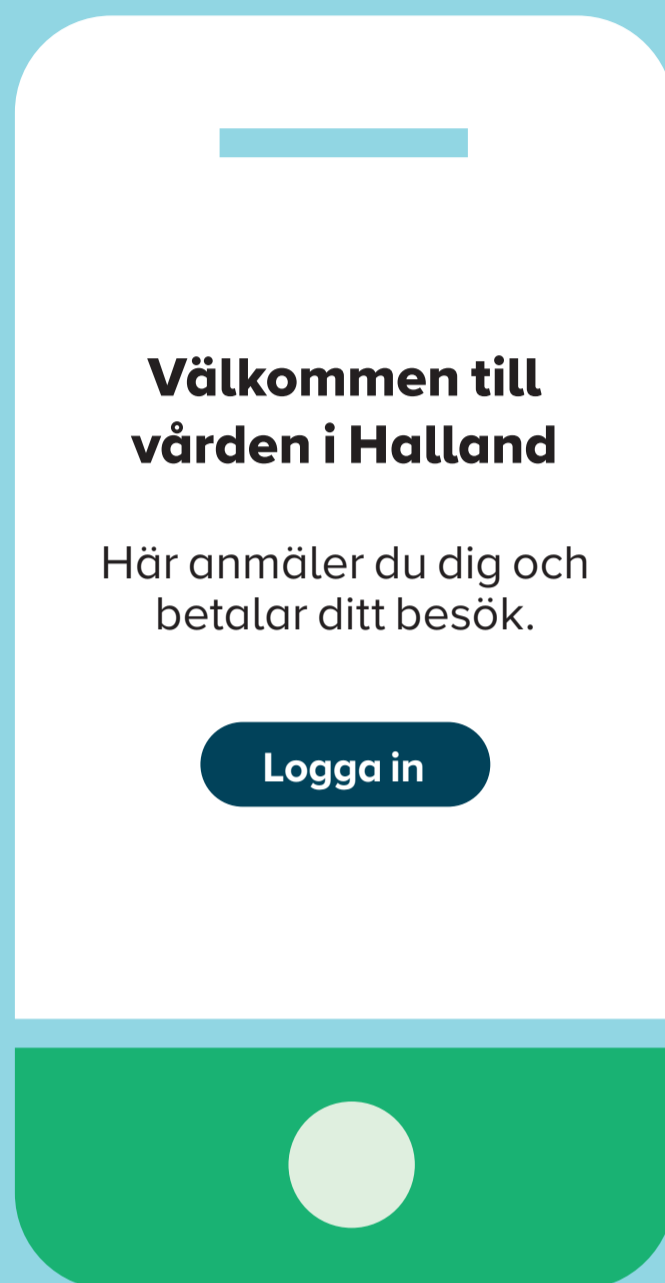 Välkommen till
vården i Halland
Här anmäler du dig och
betalar ditt besök.
Logga in